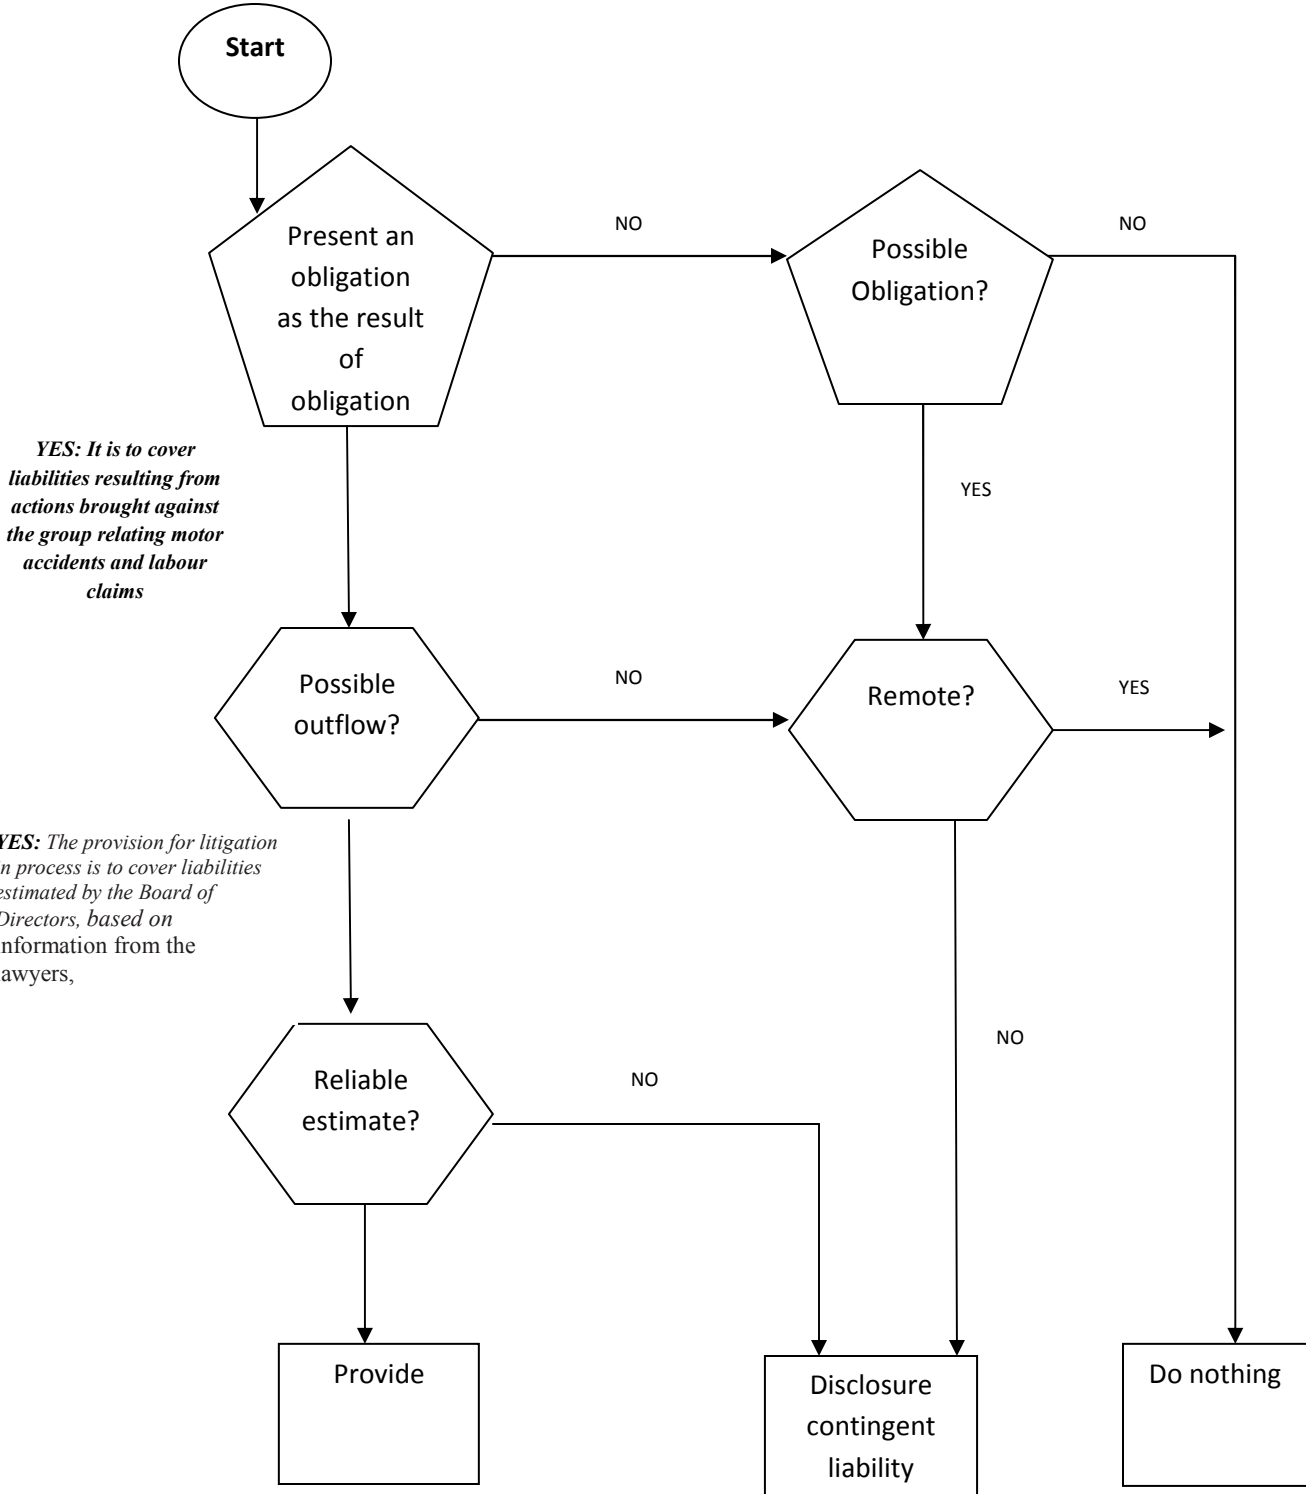 Start
Present an
obligation
as the result
of
obligation
NO
Possible
Obligation?
NO
YES: It is to cover
liabilities resulting from
actions brought against
the group relating motor
accidents and labour
claims
YES
Possible
outflow?
NO
Remote?
YES
YES: The provision for litigation
in process is to cover liabilities
estimated by the Board of
Directors, based on
information from the
lawyers,
Reliable
estimate?
NO
NO
Provide
Disclosure
contingent
liability
Do nothing